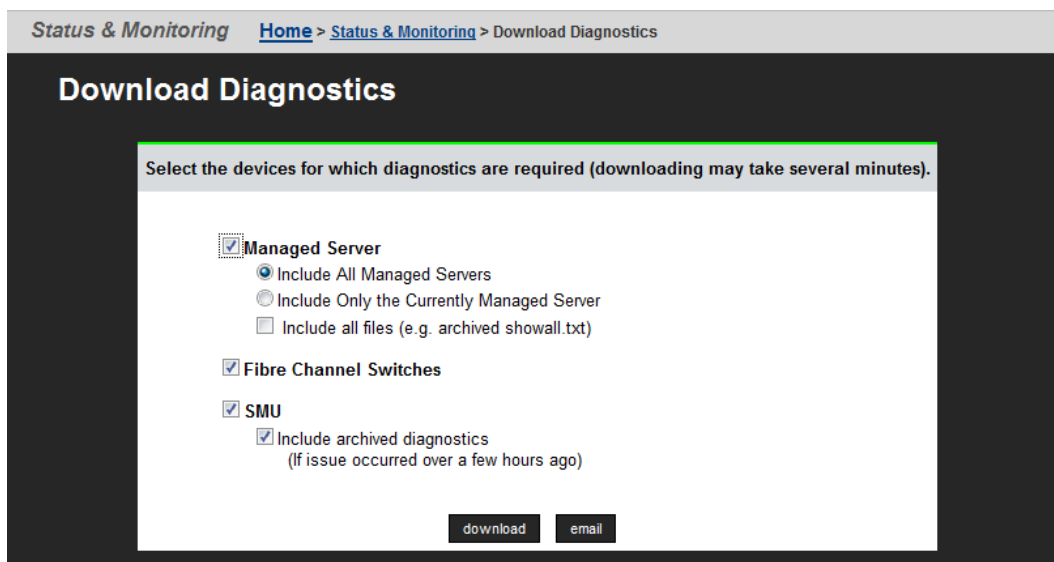 Status & Monitoring Home > Status & Monitoring > Download Diagnostics
Download Diagnostics
Select the devices for which diagnostics are required (downloading may take several minutes).
Managed Server
Include All Managed Servers
Include Only the Currently Managed Server
Include all files (e.g. archived showall.txt)
Fibre Channel Switches
SMU
Include archived diagnostics
(If issue occurred over a few hours ago)
download email